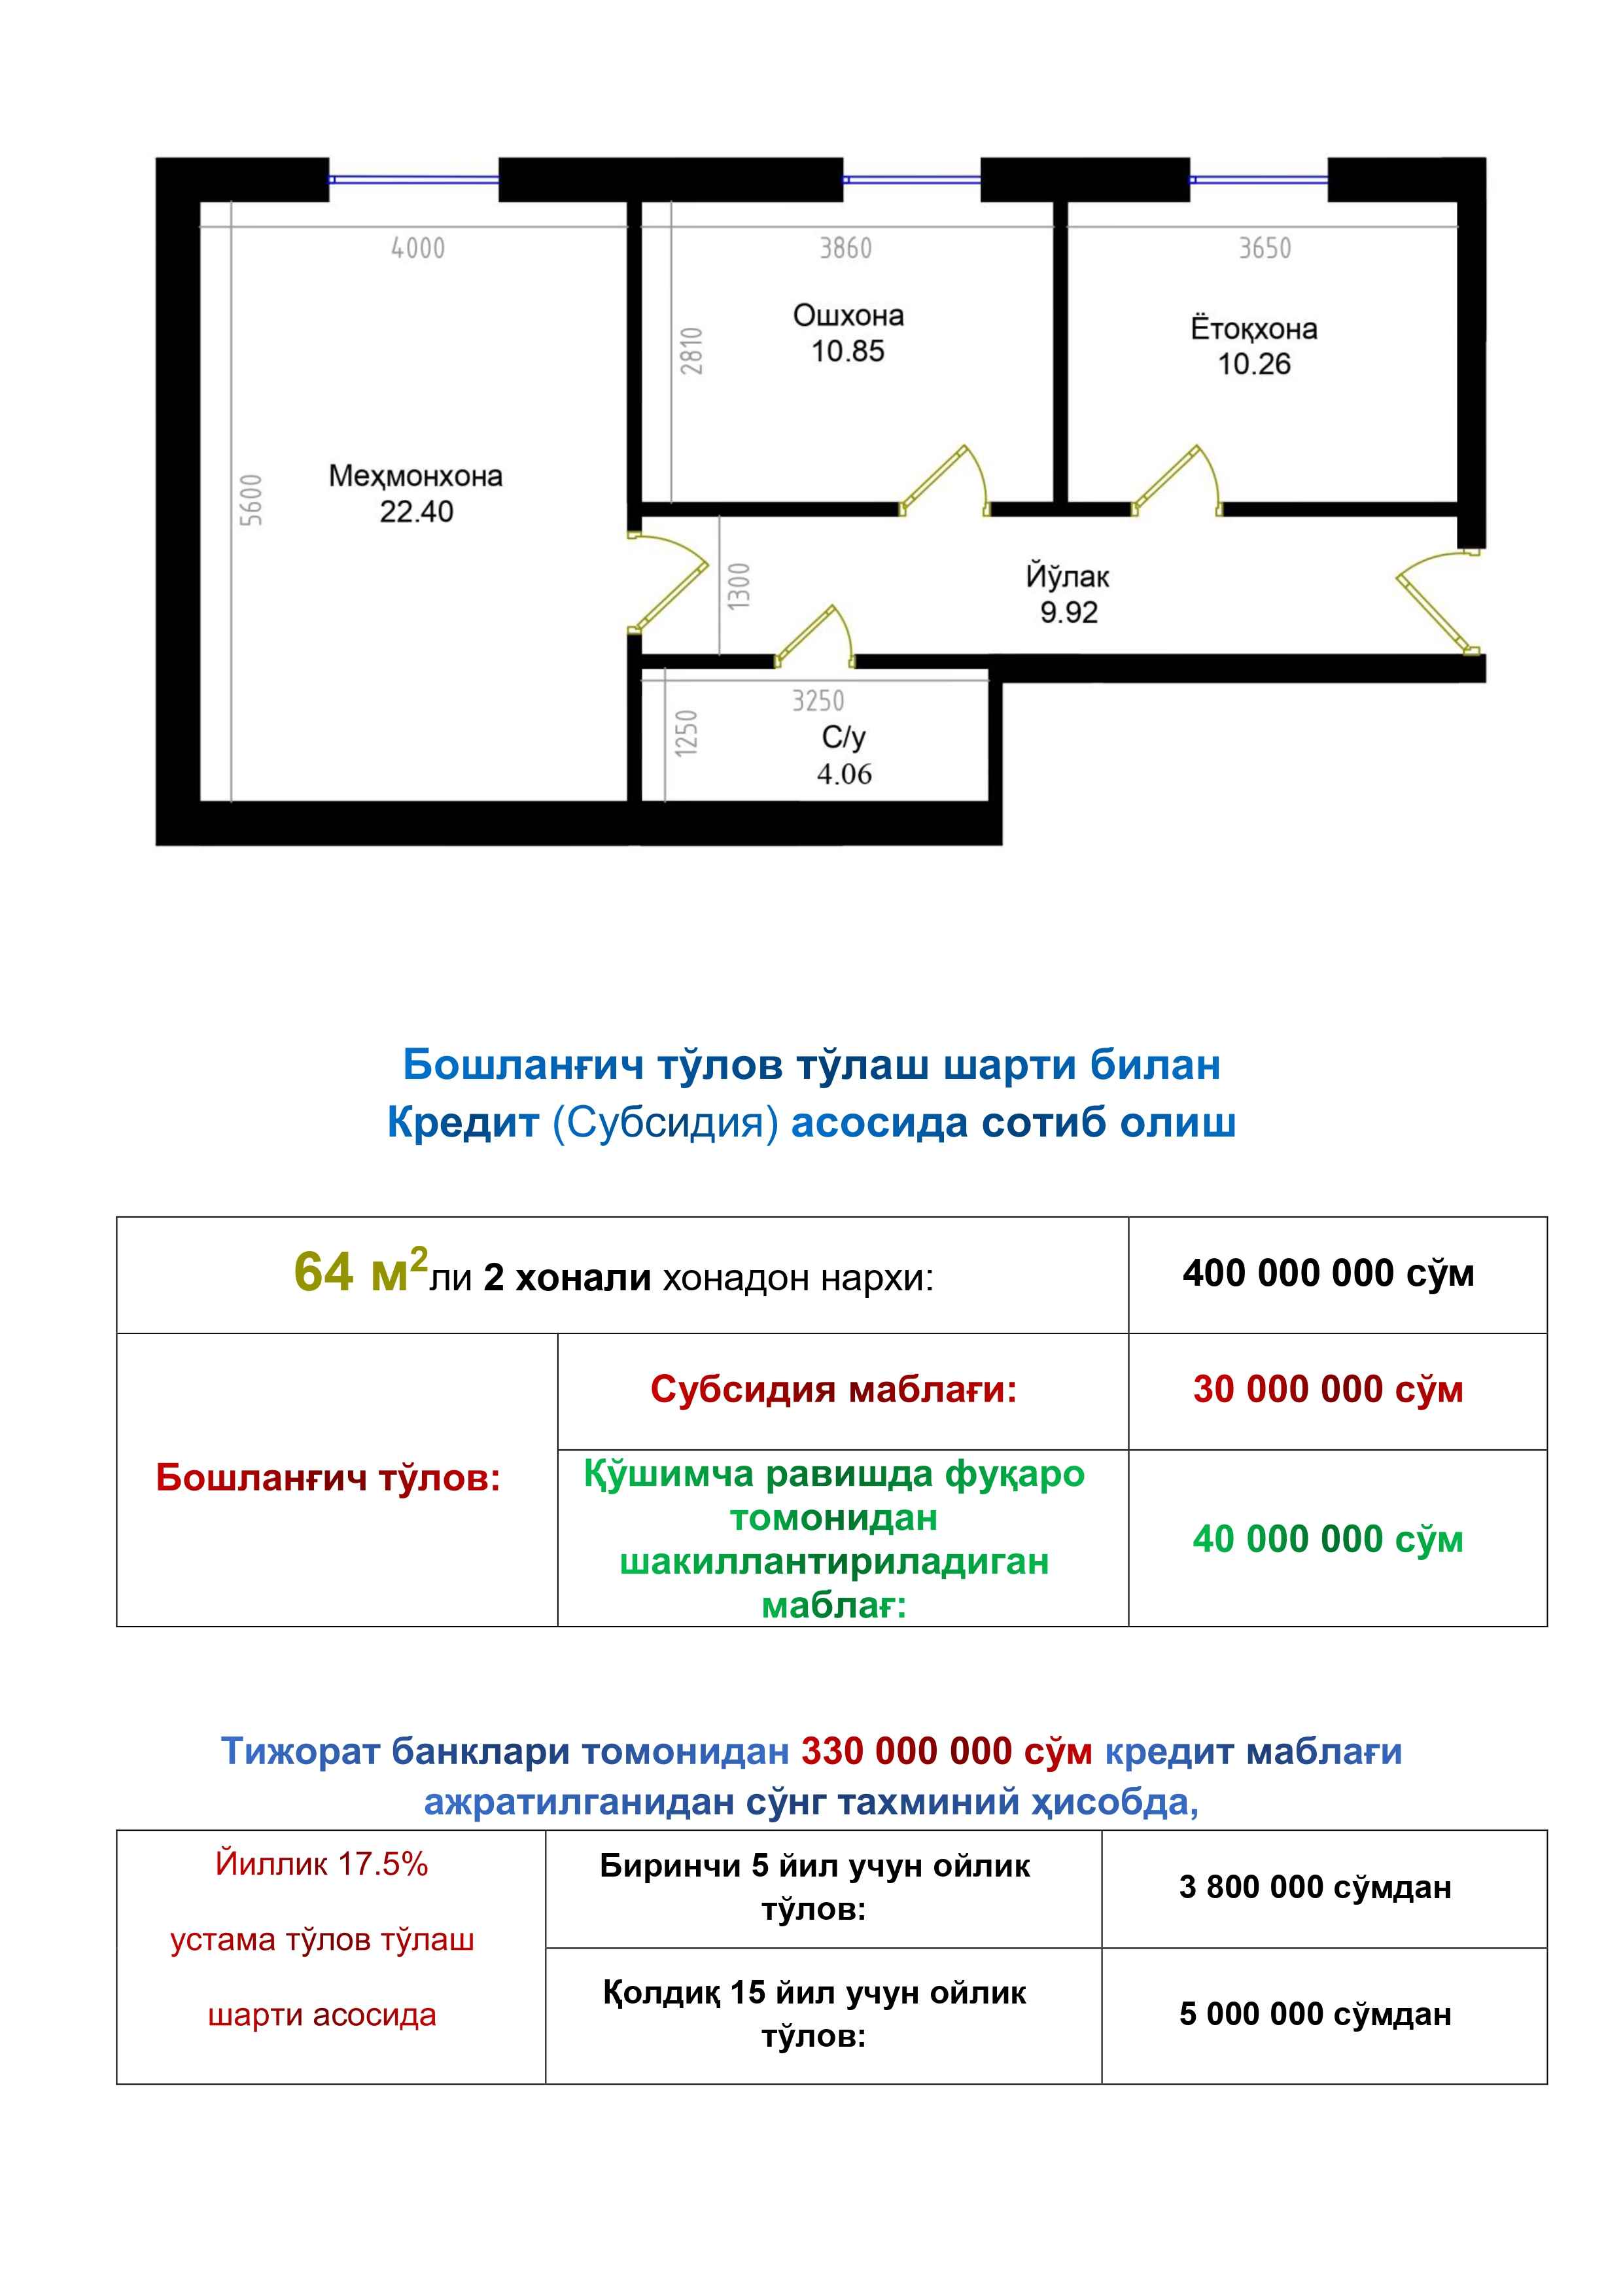 4000
3860
3650
Ошхона
10.85
Ётоқхона
10.26
2810
Меҳмонхона
22.40
5600
Йўлак
9.92
1300
3250
1250
С/у
4.06
Бошланғич тўлов тўлаш шарти билан
Кредит (Субсидия) асосида сотиб олиш
64 м²ли 2 хонали хонадон нархи:
400 000 000 сўм
Бошланғич тўлов:
Субсидия маблағи:
30 000 000 сўм
Қўшимча равишда фуқаро
томонидан
шакиллантириладиган
маблағ:
40 000 000 сўм
Тижорат банклари томонидан 330 000 000 сўм кредит маблағи
ажратилганидан сўнг тахминий ҳисобда,
Йиллик 17.5%
устама тўлов тўлаш
шарти асосида
Биринчи 5 йил учун ойлик
тўлов:
3 800 000 сўмдан
Қолдиқ 15 йил учун ойлик
тўлов:
5 000 000 сўмдан